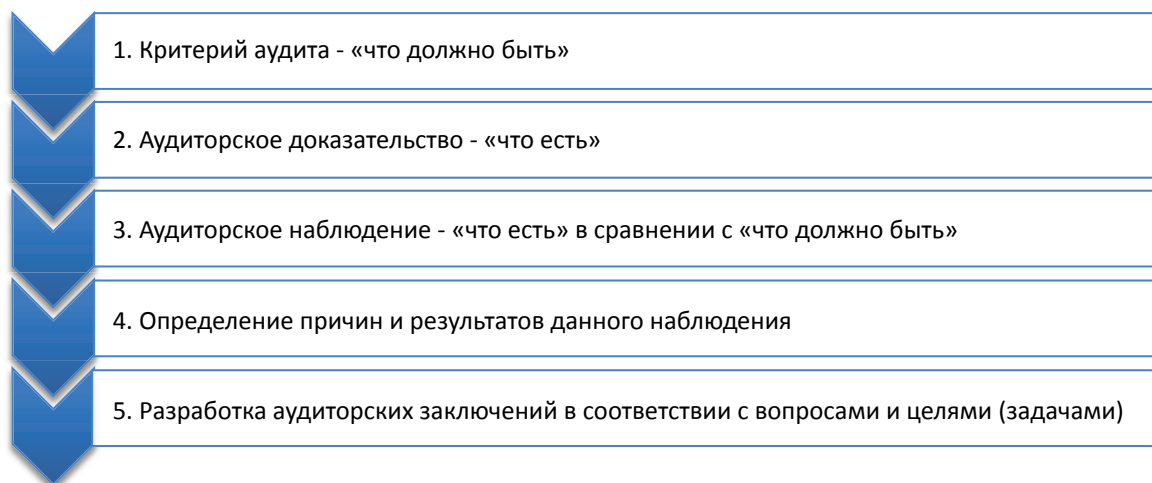 1. Критерий аудита - «что должно быть»
2. Аудиторское доказательство - «что есть»
3. Аудиторское наблюдение - «что есть» в сравнении с «что должно быть»
4. Определение причин и результатов данного наблюдения
5. Разработка аудиторских заключений в соответствии с вопросами и целями (задачами)